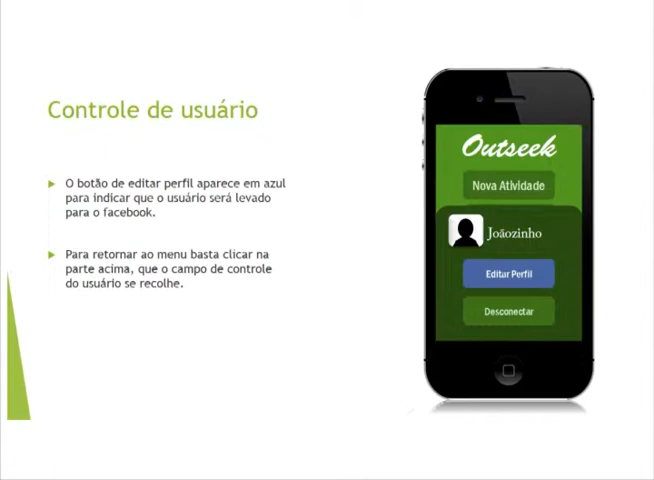 Controle de usuário
O botão de editar perfil aparece em azul
para indicar que o usuário será levado
para o facebook.
Para retornar ao menu basta clicar na
parte acima, que o campo de controle
do usuário se recolhe.
Outseek
Nova Atividade
Joãozinho
Editar Perfil
Desconectar